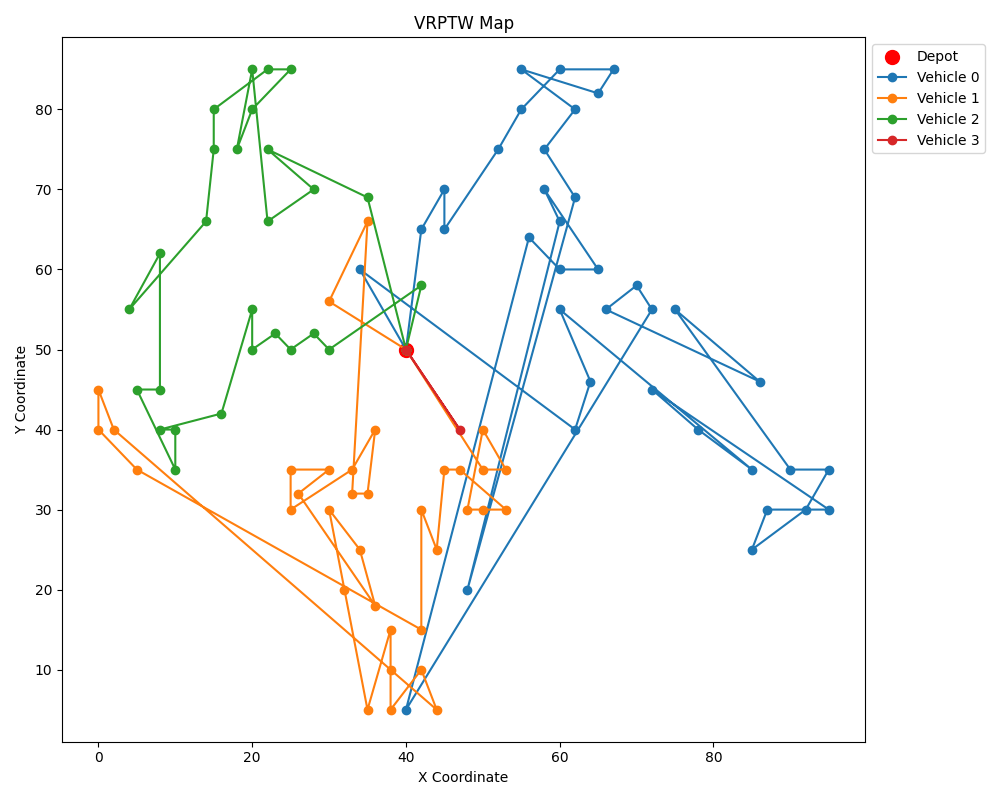 VRPTW Map
Depot
Vehicle 0
Vehicle 1
Vehicle 2
Vehicle 3
Y Coordinate
80
70
60
50
40
30
20
10
0
20
40
60
80
X Coordinate